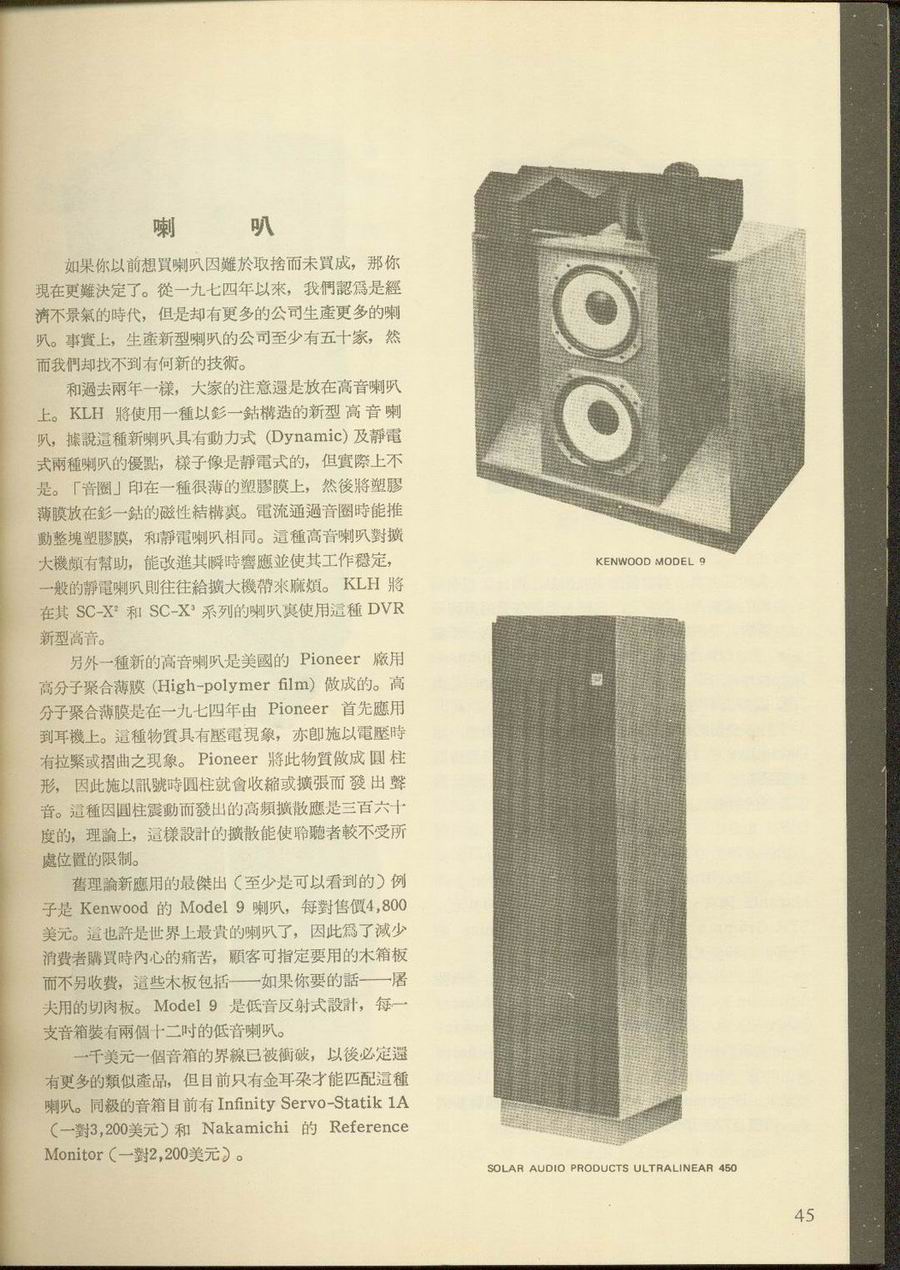 喇叭
如果你以前想買喇叭因難於取捨而未買成，那你
現在更難決定了。從一九七四年以來，我們認爲是經
濟不景氣的時代，但是却有更多的公司生產更多的喇
叭。事實上，生產新型喇叭的公司至少有五十家，然
而我們却找不到有何新的技術。
和過去兩年一樣，大家的注意還是放在高音喇叭
上。KLH 將使用一種以釤一鈷構造的新型高音喇
叭，據說這種新喇叭具有動力式 (Dynamic) 及靜電
式兩種喇叭的優點，樣子像是靜電式的，但實際上不
是。「音圈」印在一種很薄的塑膠膜上，然後將塑膠
薄膜放在釤一鈷的磁性結構裏。電流通過音圈時能推
動整塊塑膠膜，和靜電喇叭相同。這種高音喇叭對擴
大機頗有幫助，能改進其瞬時響應並使其工作穩定，
一般的靜電喇叭則往往給擴大機帶來麻煩。KLH 將
在其 SC-X² 和 SC-X³ 系列的喇叭裏使用這種 DVR
新型高音。
另外一種新的高音喇叭是美國的 Pioneer 廠用
高分子聚合薄膜 (High-polymer film) 做成的。高
分子聚合薄膜是在一九七四年由 Pioneer 首先應用
到耳機上。這種物質具有壓電現象，亦卽施以電壓時
有拉緊或摺曲之現象。Pioneer 將此物質做成圓柱
形，因此施以訊號時圓柱就會收縮或擴張而發出聲
音。這種因圓柱震動而發出的高頻擴散應是三百六十
度的，理論上，這樣設計的擴散能使聆聽者較不受所
處位置的限制。
舊理論新應用的最傑出（至少是可以看到的）例
子是 Kenwood 的 Model 9 喇叭，每對售價4,800
美元。這也許是世界上最貴的喇叭了，因此爲了減少
消費者購買時內心的痛苦，顧客可指定要用的木箱板
而不另收費，這些木板包括——如果你要的話——屠
夫用的切肉板。Model 9 是低音反射式設計，每一
支音箱裝有兩個十二吋的低音喇叭。
一千美元一個音箱的界線已被衝破，以後必定還
有更多的類似產品，但目前只有金耳朶才能匹配這種
喇叭。同級的音箱目前有 Infinity Servo-Statik 1A
（一對3,200美元）和 Nakamichi 的 Reference
Monitor（一對2,200美元）。
KENWOOD MODEL 9
SOLAR AUDIO PRODUCTS ULTRALINEAR 450
45